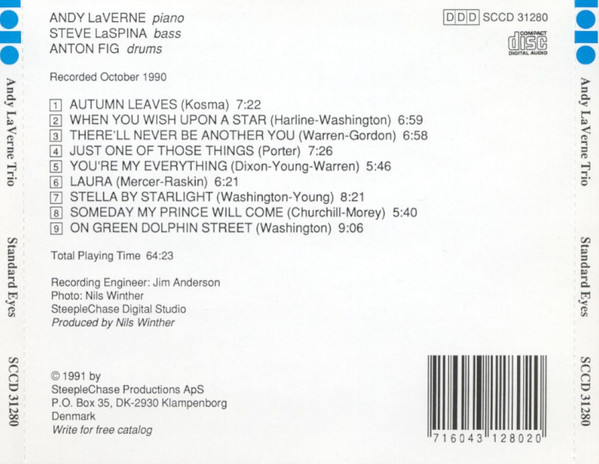 ANDY LaVERNE piano
STEVE LaSPINA bass
ANTON FIG drums
DDD SCCD 31280
COMPACT
disc
DIGITAL AUDIO
Recorded October 1990
1 AUTUMN LEAVES (Kosma) 7:22
2 WHEN YOU WISH UPON A STAR (Harline-Washington) 6:59
3 THERE'LL NEVER BE ANOTHER YOU (Warren-Gordon) 6:58
4 JUST ONE OF THOSE THINGS (Porter) 7:26
5 YOU'RE MY EVERYTHING (Dixon-Young-Warren) 5:46
6 LAURA (Mercer-Raskin) 6:21
7 STELLA BY STARLIGHT (Washington-Young) 8:21
8 SOMEDAY MY PRINCE WILL COME (Churchill-Morey) 5:40
9 ON GREEN DOLPHIN STREET (Washington) 9:06
Total Playing Time 64:23
Recording Engineer: Jim Anderson
Photo: Nils Winther
SteepleChase Digital Studio
Produced by Nils Winther
© 1991 by
SteepleChase Productions ApS
P.O. Box 35, DK-2930 Klampenborg
Denmark
Write for free catalog
716043 128020
Andy LaVerne Trio Standard Eyes SCCD 31280
Andy LaVerne Trio Standard Eyes SCCD 31280